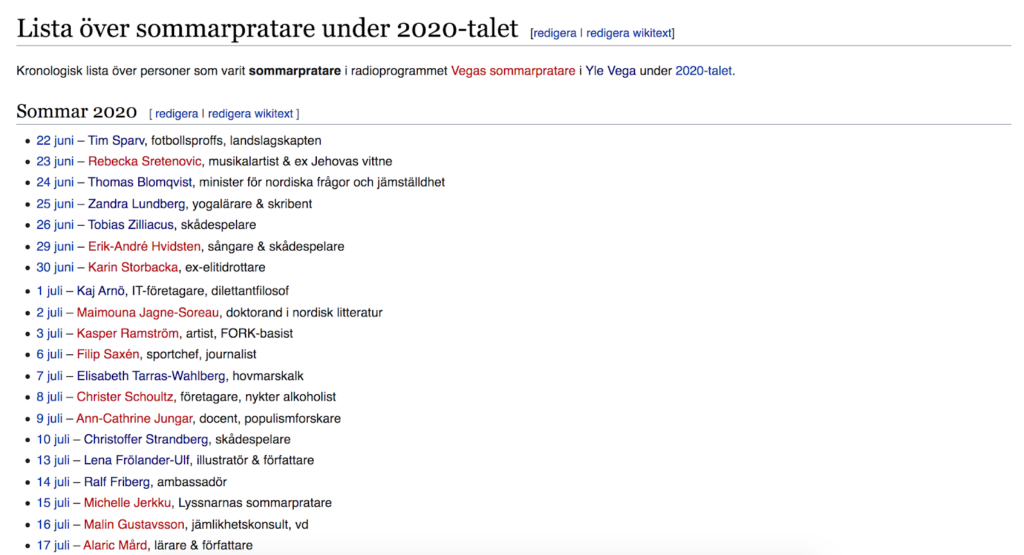 Lista över sommarpratare under 2020-talet [redigera | redigera wikitext]
Kronologisk lista över personer som varit sommarpratare i radioprogrammet Vegas sommarpratare i Yle Vega under 2020-talet.
Sommar 2020 [ redigera | redigera wikitext ]
• 22 juni – Tim Sparv, fotbollsproffs, landslagskapten
• 23 juni – Rebecka Sretenovic, musikalartist & ex Jehovas vittne
• 24 juni – Thomas Blomqvist, minister för nordiska frågor och jämställdhet
• 25 juni – Zandra Lundberg, yogalärare & skribent
• 26 juni – Tobias Zilliacus, skådespelare
• 29 juni – Erik-André Hvidsten, sångare & skådespelare
• 30 juni – Karin Storbacka, ex-elitidrottare
• 1 juli – Kaj Arnö, IT-företagare, dilettantfilosof
• 2 juli – Maimouna Jagne-Soreau, doktorand i nordisk litteratur
• 3 juli – Kasper Ramström, artist, FORK-basist
• 6 juli – Filip Saxén, sportchef, journalist
• 7 juli – Elisabeth Tarras-Wahlberg, hovmarskalk
• 8 juli – Christer Schoultz, företagare, nykter alkoholist
• 9 juli – Ann-Cathrine Jungar, docent, populismforskare
• 10 juli – Christoffer Strandberg, skådespelare
• 13 juli – Lena Frölander-Ulf, illustratör & författare
• 14 juli – Ralf Friberg, ambassadör
• 15 juli – Michelle Jerkku, Lyssnarnas sommarpratare
• 16 juli – Malin Gustavsson, jämlikhetskonsult, vd
• 17 juli – Alaric Mård, lärare & författare